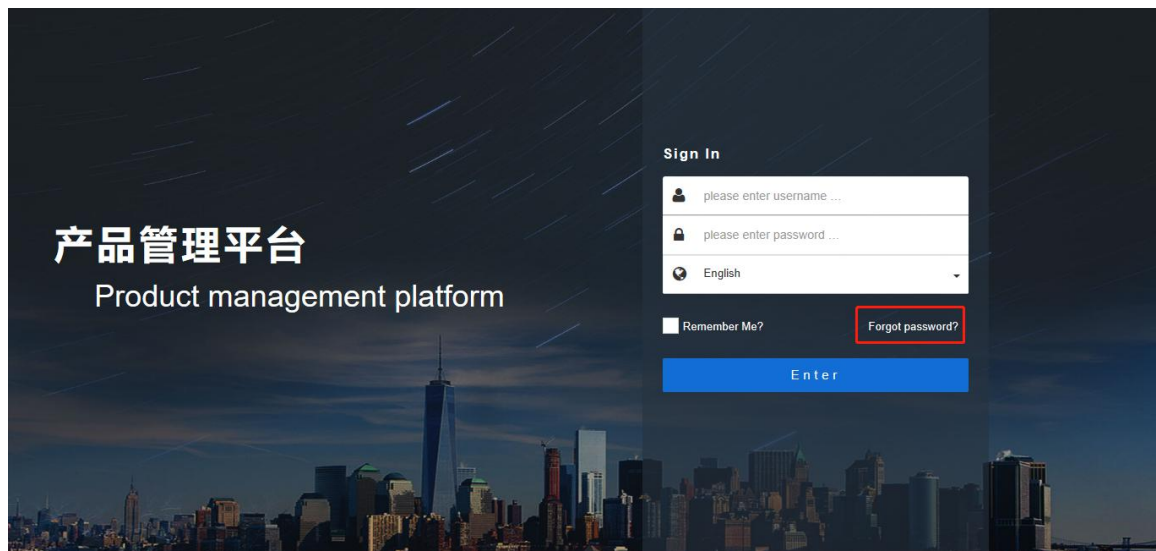 产品管理平台
Product management platform
Sign In
please enter username ...
please enter password ...
English
Remember Me?
Forgot password?
Enter